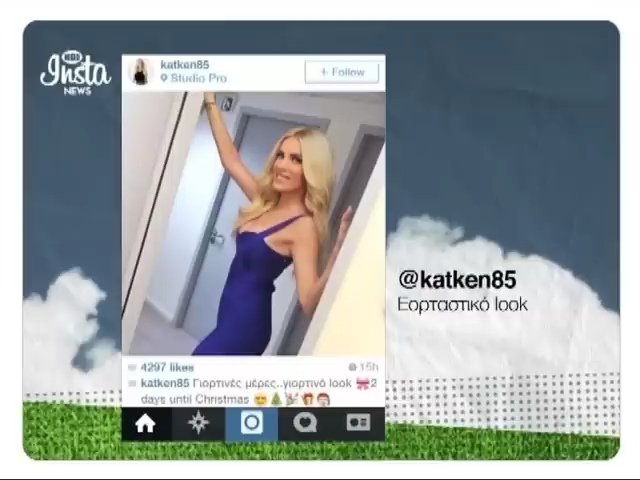 Insta
NEWS
katken85
Studio Pro
+ Follow
@katken85
Εορταστικό look
4297 likes
15h
katken85 Γιορτινές μέρες..γιορτινό look 🎀2
days until Christmas 😍🎄🎉🎅